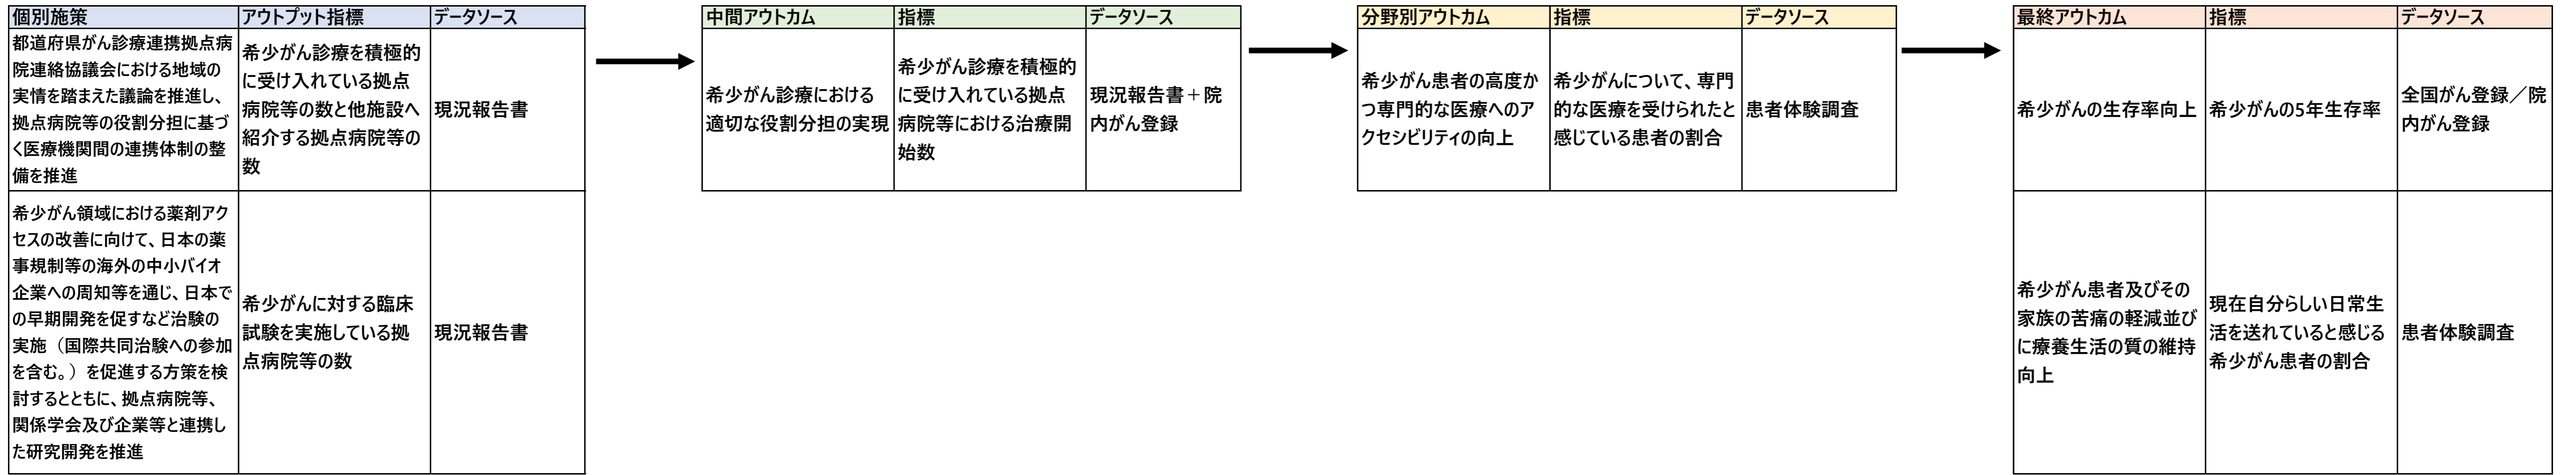 個別施策
アウトプット指標
データソース
都道府県がん診療連携拠点病
院連絡協議会における地域の
実情を踏まえた議論を推進し、
拠点病院等の役割分担に基づ
く医療機関間の連携体制の整
備を推進
希少がん診療を積極的
に受け入れている拠点
病院等の数と他施設へ
紹介する拠点病院等の
数
現況報告書
希少がん領域における薬剤アク
セスの改善に向けて、日本の薬
事規制等の海外の中小バイオ
企業への周知等を通じ、日本で
の早期開発を促すなど治験の
実施（国際共同治験への参加
を含む。）を促進する方策を検
討するとともに、拠点病院等、
関係学会及び企業等と連携し
た研究開発を推進
希少がんに対する臨床
試験を実施している拠
点病院等の数
現況報告書
中間アウトカム
指標
データソース
希少がん診療における
適切な役割分担の実現
希少がん診療を積極的
に受け入れている拠点
病院等における治療開
始数
現況報告書＋院
内がん登録
分野別アウトカム
指標
データソース
希少がん患者の高度か
つ専門的な医療へのア
クセシビリティの向上
希少がんについて、専門
的な医療を受けられたと
感じている患者の割合
患者体験調査
最終アウトカム
指標
データソース
希少がんの生存率向上
希少がんの5年生存率
全国がん登録／院
内がん登録
希少がん患者及びその
家族の苦痛の軽減並び
に療養生活の質の維持
向上
現在自分らしい日常生
活を送れていると感じる
希少がん患者の割合
患者体験調査